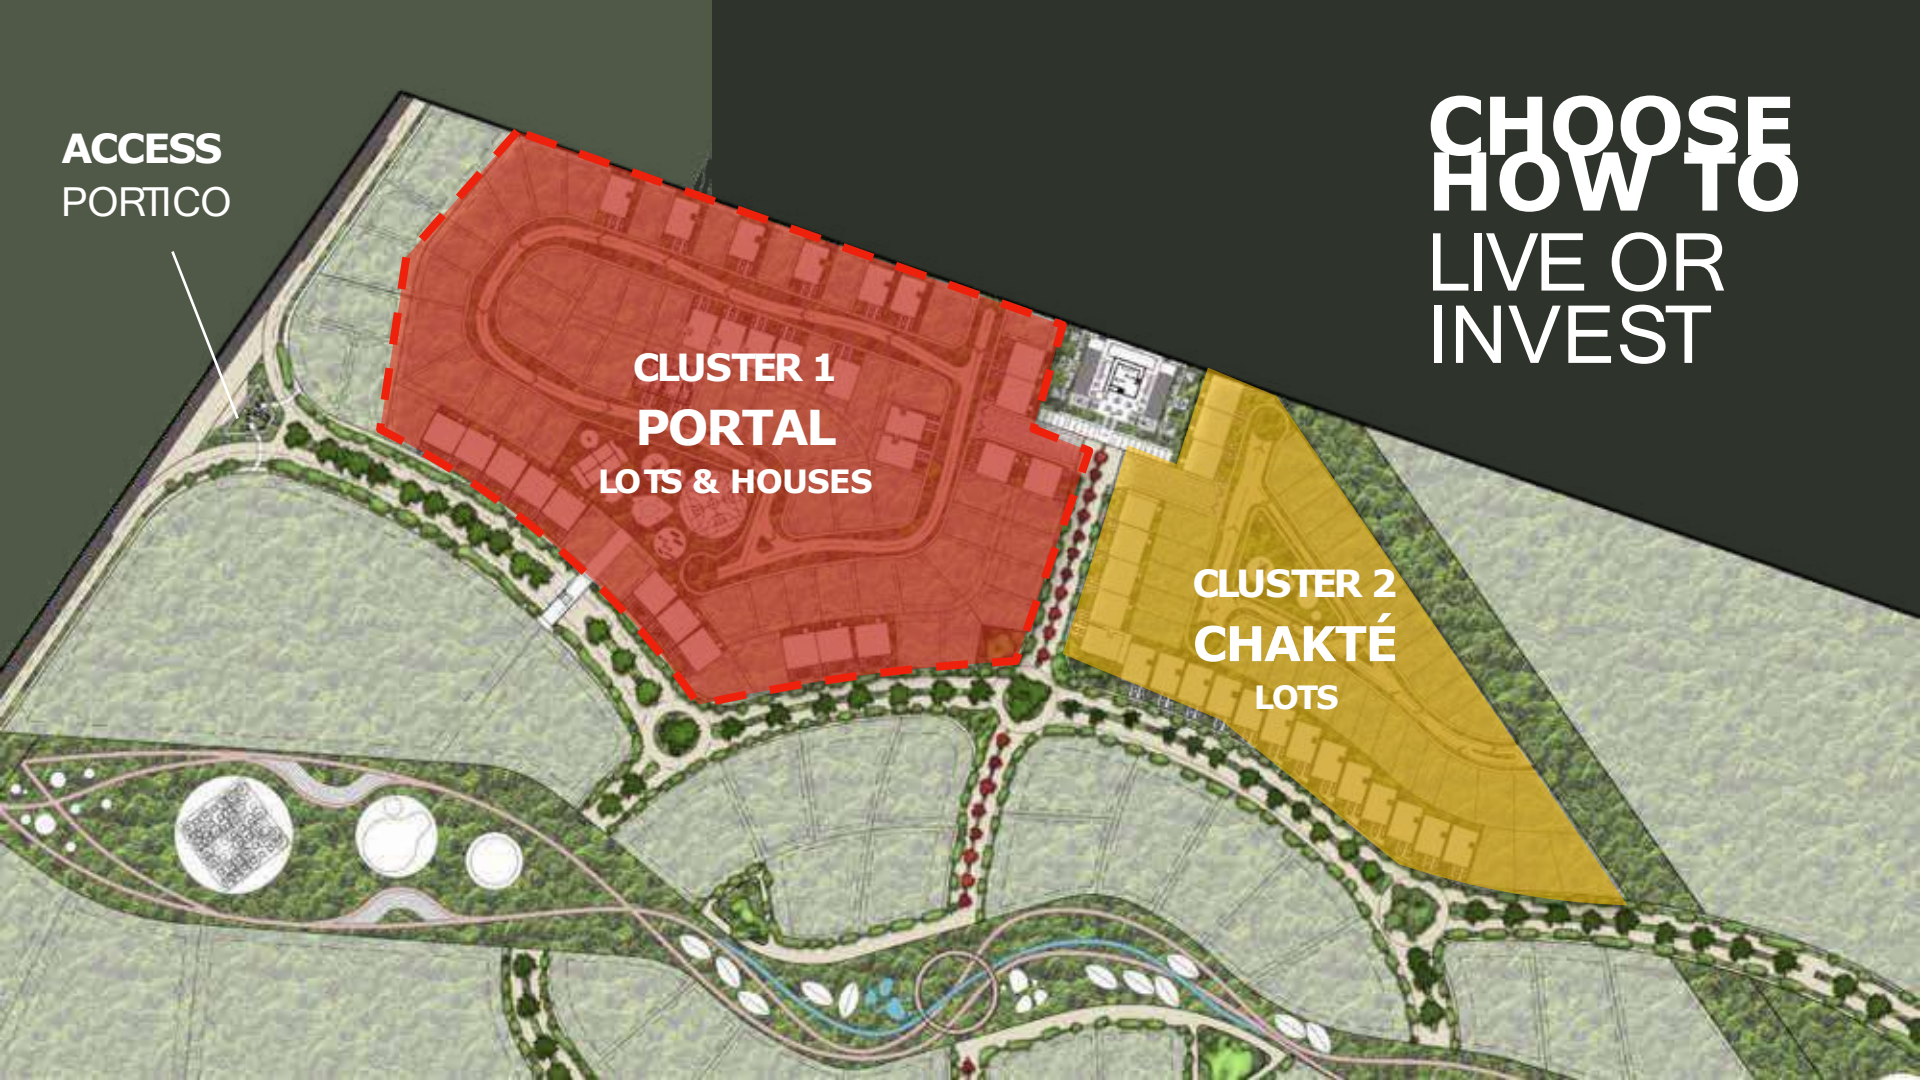 ACCESS
PORTICO
CHOOSE
HOW TO
LIVE OR
INVEST
CLUSTER 1
PORTAL
LOTS & HOUSES
CLUSTER 2
CHAKTÉ
LOTS